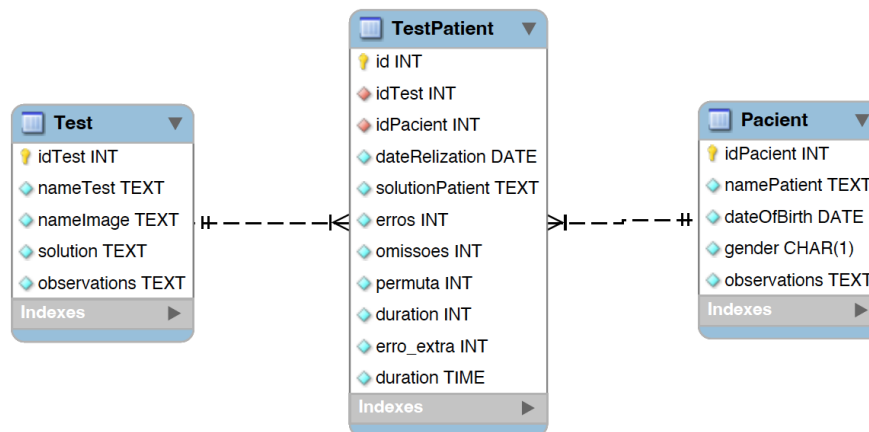 Test
idTest INT
nameTest TEXT
nameImage TEXT
solution TEXT
observations TEXT
Indexes
TestPatient
id INT
idTest INT
idPacient INT
dateRelization DATE
solutionPatient TEXT
erros INT
omissoes INT
permuta INT
duration INT
erro_extra INT
duration TIME
Indexes
Pacient
idPacient INT
namePatient TEXT
dateOfBirth DATE
gender CHAR(1)
observations TEXT
Indexes